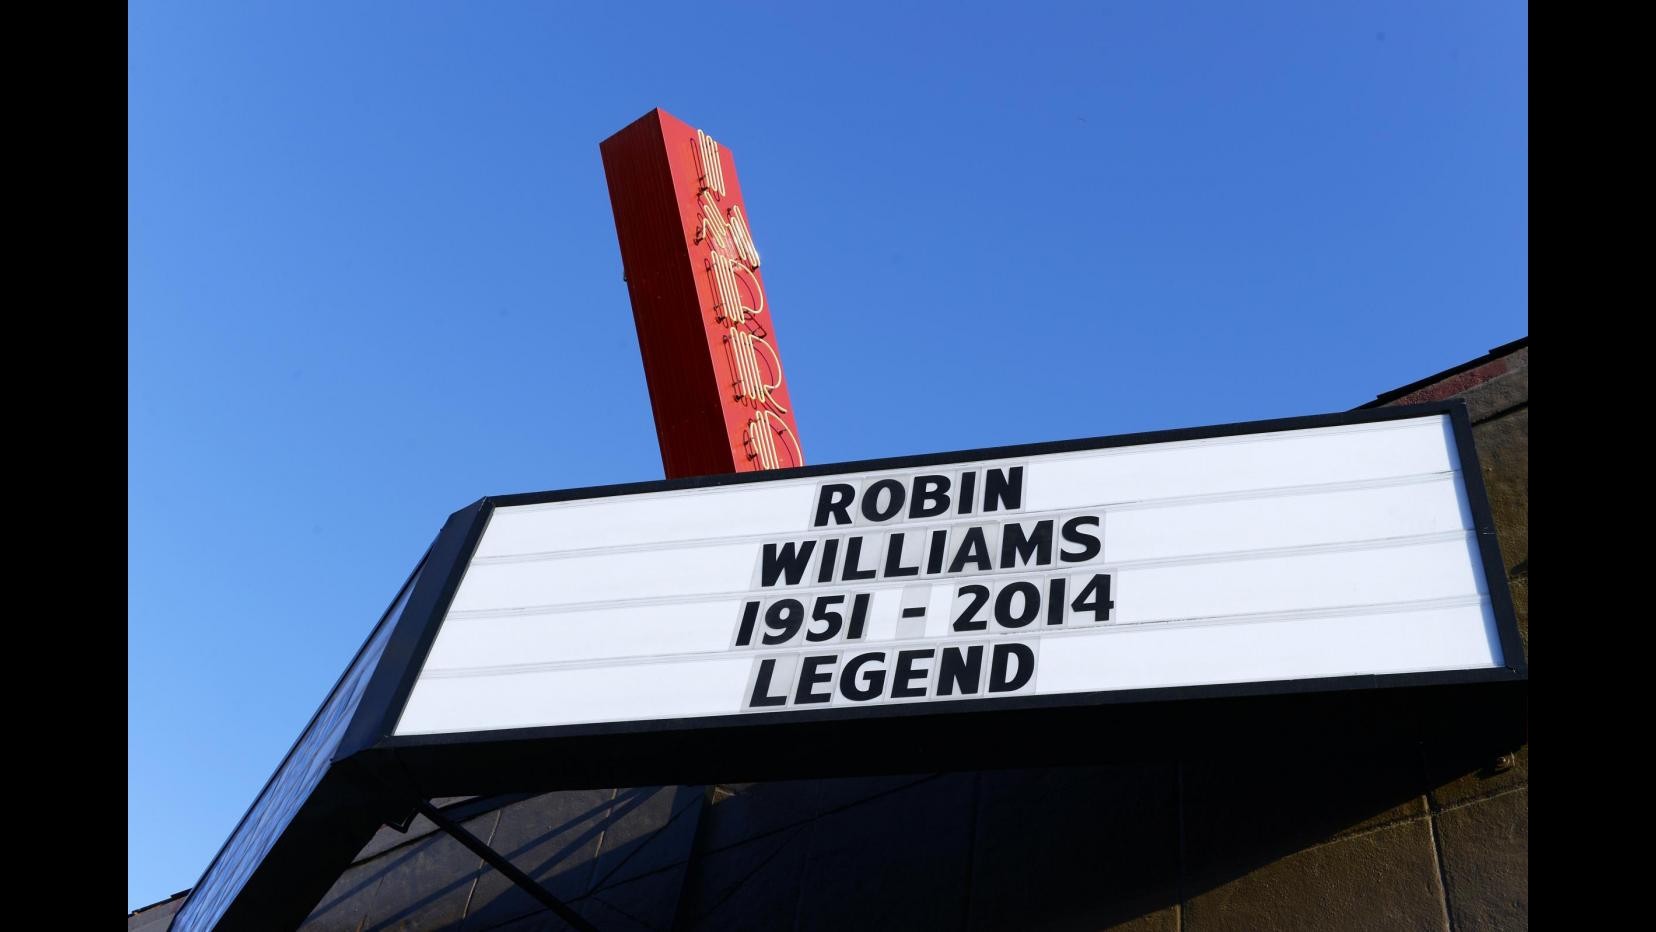 ROBIN
WILLIAMS
1951 - 2014
LEGEND